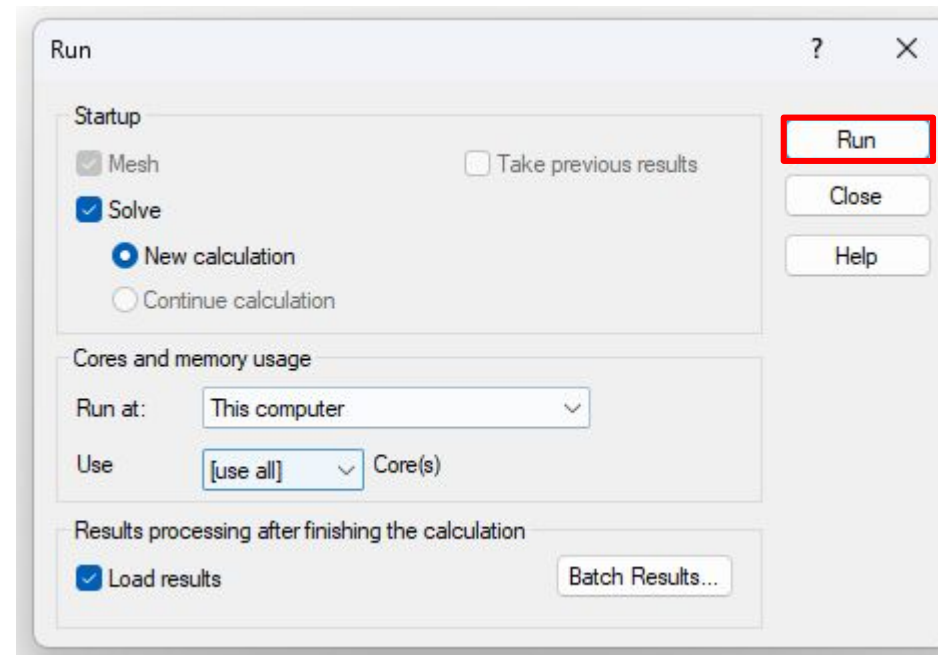 Run
?
Startup
Mesh
Take previous results
Solve
New calculation
Continue calculation
Run
Close
Help
Cores and memory usage
Run at: This computer
Use [use all] Core(s)
Results processing after finishing the calculation
Load results
Batch Results...